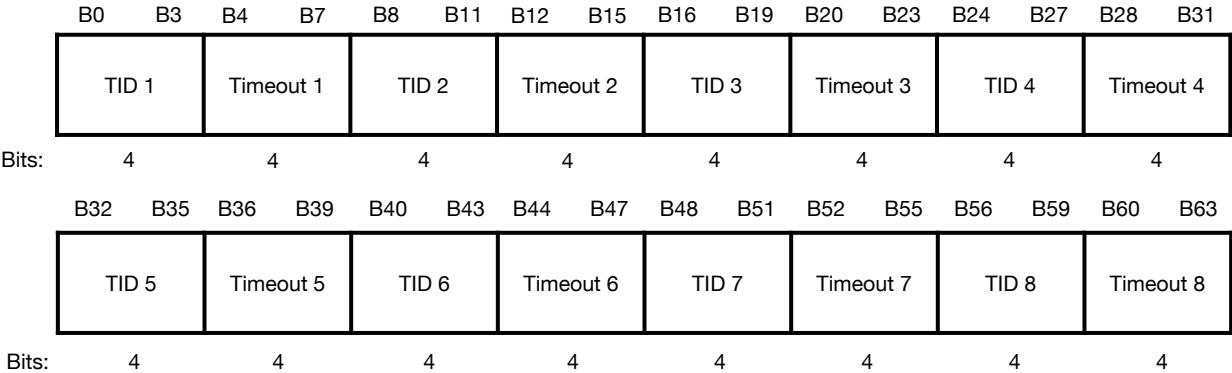 B0 B3 B4 B7 B8 B11 B12 B15 B16 B19 B20 B23 B24 B27 B28 B31
TID 1 Timeout 1 TID 2 Timeout 2 TID 3 Timeout 3 TID 4 Timeout 4
Bits: 4 4 4 4 4 4 4 4
B32 B35 B36 B39 B40 B43 B44 B47 B48 B51 B52 B55 B56 B59 B60 B63
TID 5 Timeout 5 TID 6 Timeout 6 TID 7 Timeout 7 TID 8 Timeout 8
Bits: 4 4 4 4 4 4 4 4